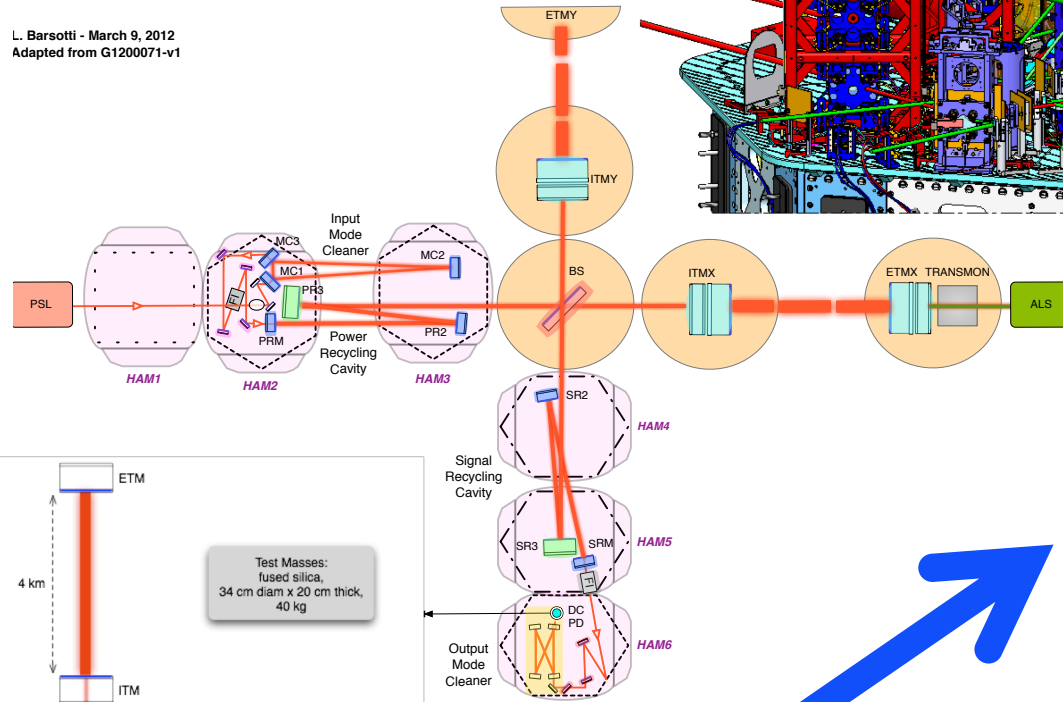 L. Barsotti - March 9, 2012
Adapted from G1200071-v1
ETMY
ITMY
Input
Mode
Cleaner
MC3
MC1
MC2
BS
ITMX
ETMX
TRANSMON
PSL
FI
PR3
ALS
PRM
PR2
Power
Recycling
Cavity
HAM1
HAM2
HAM3
SR2
HAM4
Signal
Recycling
Cavity
SR3
SRM
HAM5
FI
DC
PD
HAM6
Output
Mode
Cleaner
ETM
4 km
Test Masses:
fused silica,
34 cm diam x 20 cm thick,
40 kg
ITM